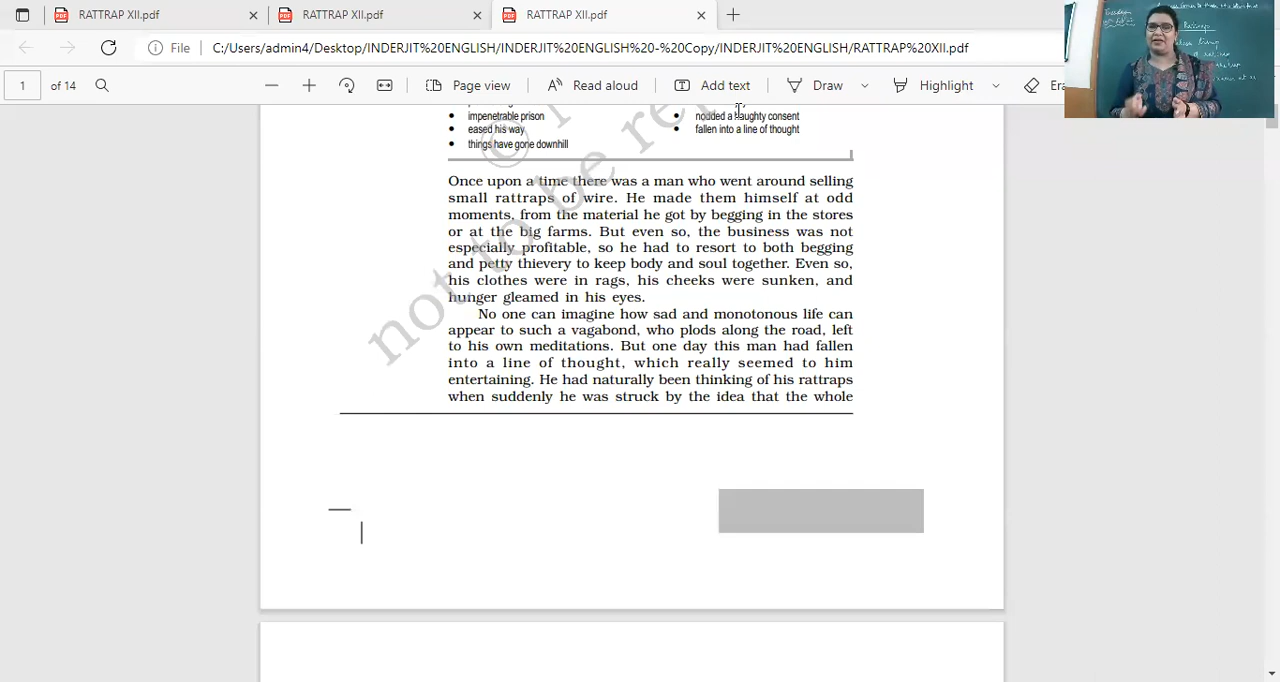 RATTRAP XII.pdf
RATTRAP XII.pdf
RATTRAP XII.pdf
File
C:/Users/admin4/Desktop/INDERJIT%20ENGLISH/INDERJIT%20ENGLISH%20-%20Copy/INDERJIT%20ENGLISH/RATTRAP%20XII.pdf
1 of 14
Page view
Read aloud
Add text
Draw
Highlight
Rattrap
• impenetrable prison
• eased his way
• things have gone downhill
• nodded a haughty consent
• fallen into a line of thought
Once upon a time there was a man who went around selling
small rattraps of wire. He made them himself at odd
moments, from the material he got by begging in the stores
or at the big farms. But even so, the business was not
especially profitable, so he had to resort to both begging
and petty thievery to keep body and soul together. Even so,
his clothes were in rags, his cheeks were sunken, and
hunger gleamed in his eyes.
No one can imagine how sad and monotonous life can
appear to such a vagabond, who plods along the road, left
to his own meditations. But one day this man had fallen
into a line of thought, which really seemed to him
entertaining. He had naturally been thinking of his rattraps
when suddenly he was struck by the idea that the whole
not to be re